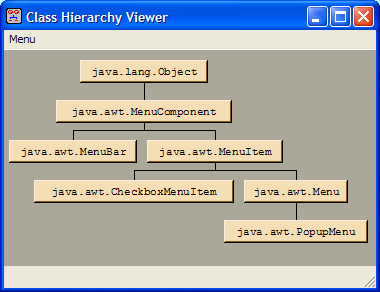 Class Hierarchy Viewer
Menu
java.lang.Object
java.awt.MenuComponent
java.awt.MenuBar
java.awt.MenuItem
java.awt.CheckboxMenuItem
java.awt.Menu
java.awt.PopupMenu